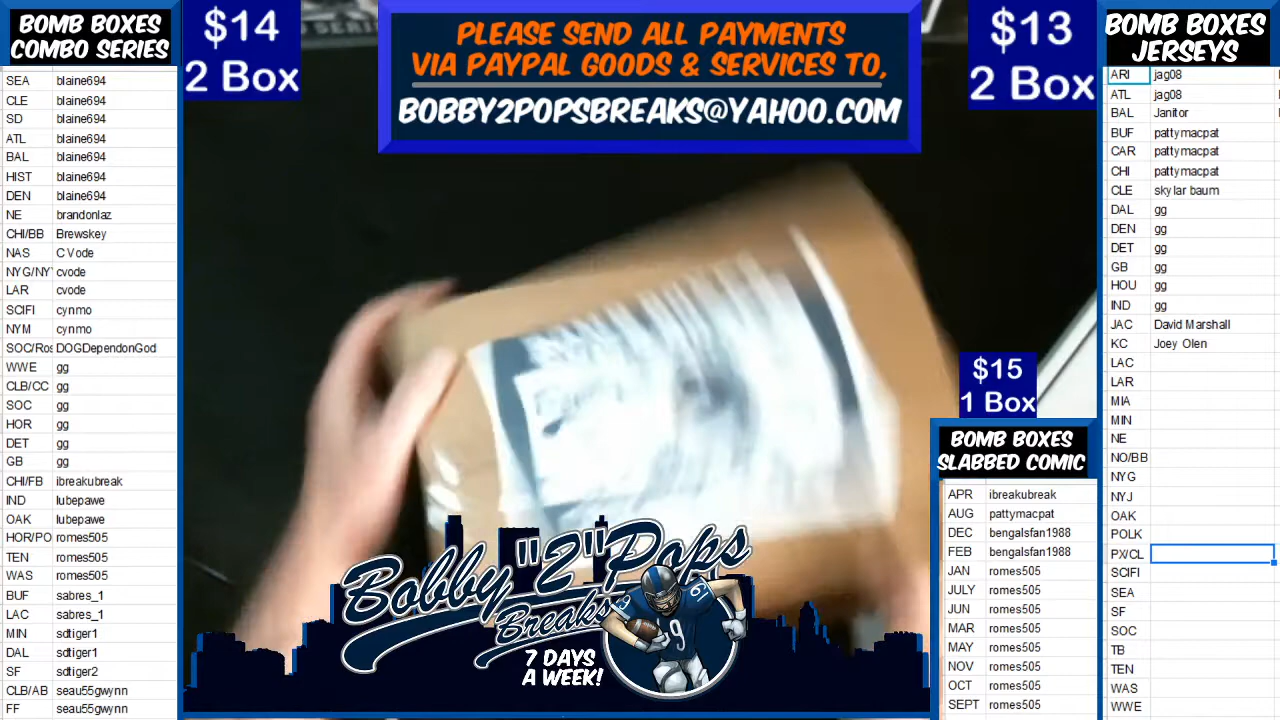 BOMB BOXES
COMBO SERIES
SEA blaine694
CLE blaine694
SD blaine694
ATL blaine694
BAL blaine694
HIST blaine694
DEN blaine694
NE brandonlaz
CHI/BB Brewskey
NAS C Vode
NYG/NY cvode
LAR cvode
SCIFI cynmo
NYM cynmo
SOC/Ros DOGDependonGod
WWE gg
CLB/CC gg
SOC gg
HOR gg
DET gg
GB gg
CHI/FB ibreakubreak
IND lubepawe
OAK lubepawe
HOR/PO romes505
TEN romes505
WAS romes505
BUF sabres_1
LAC sabres_1
MIN sdtiger1
DAL sdtiger1
SF sdtiger2
CLB/AB seau55gwynn
FF seau55gwynn
$14
2 Box
PLEASE SEND ALL PAYMENTS
VIA PAYPAL GOODS & SERVICES TO,
BOBBY2POPSBREAKS@YAHOO.COM
$13
2 Box
Bobby "2" Pops
Breaks
7 DAYS
A WEEK!
$15
1 Box
BOMB BOXES
SLABBED COMIC
APR ibreakubreak
AUG pattymacpat
DEC bengalsfan1988
FEB bengalsfan1988
JAN romes505
JULY romes505
JUN romes505
MAR romes505
MAY romes505
NOV romes505
OCT romes505
SEPT romes505
BOMB BOXES
JERSEYS
ARI jag08
ATL jag08
BAL Janitor
BUF pattymacpat
CAR pattymacpat
CHI pattymacpat
CLE skylar baum
DAL gg
DEN gg
DET gg
GB gg
HOU gg
IND gg
JAC David Marshall
KC Joey Olen
LAC
LAR
MIA
MIN
NE
NO/BB
NYG
NYJ
OAK
POLK
PX/CL
SCIFI
SEA
SF
SOC
TB
TEN
WAS
WWE